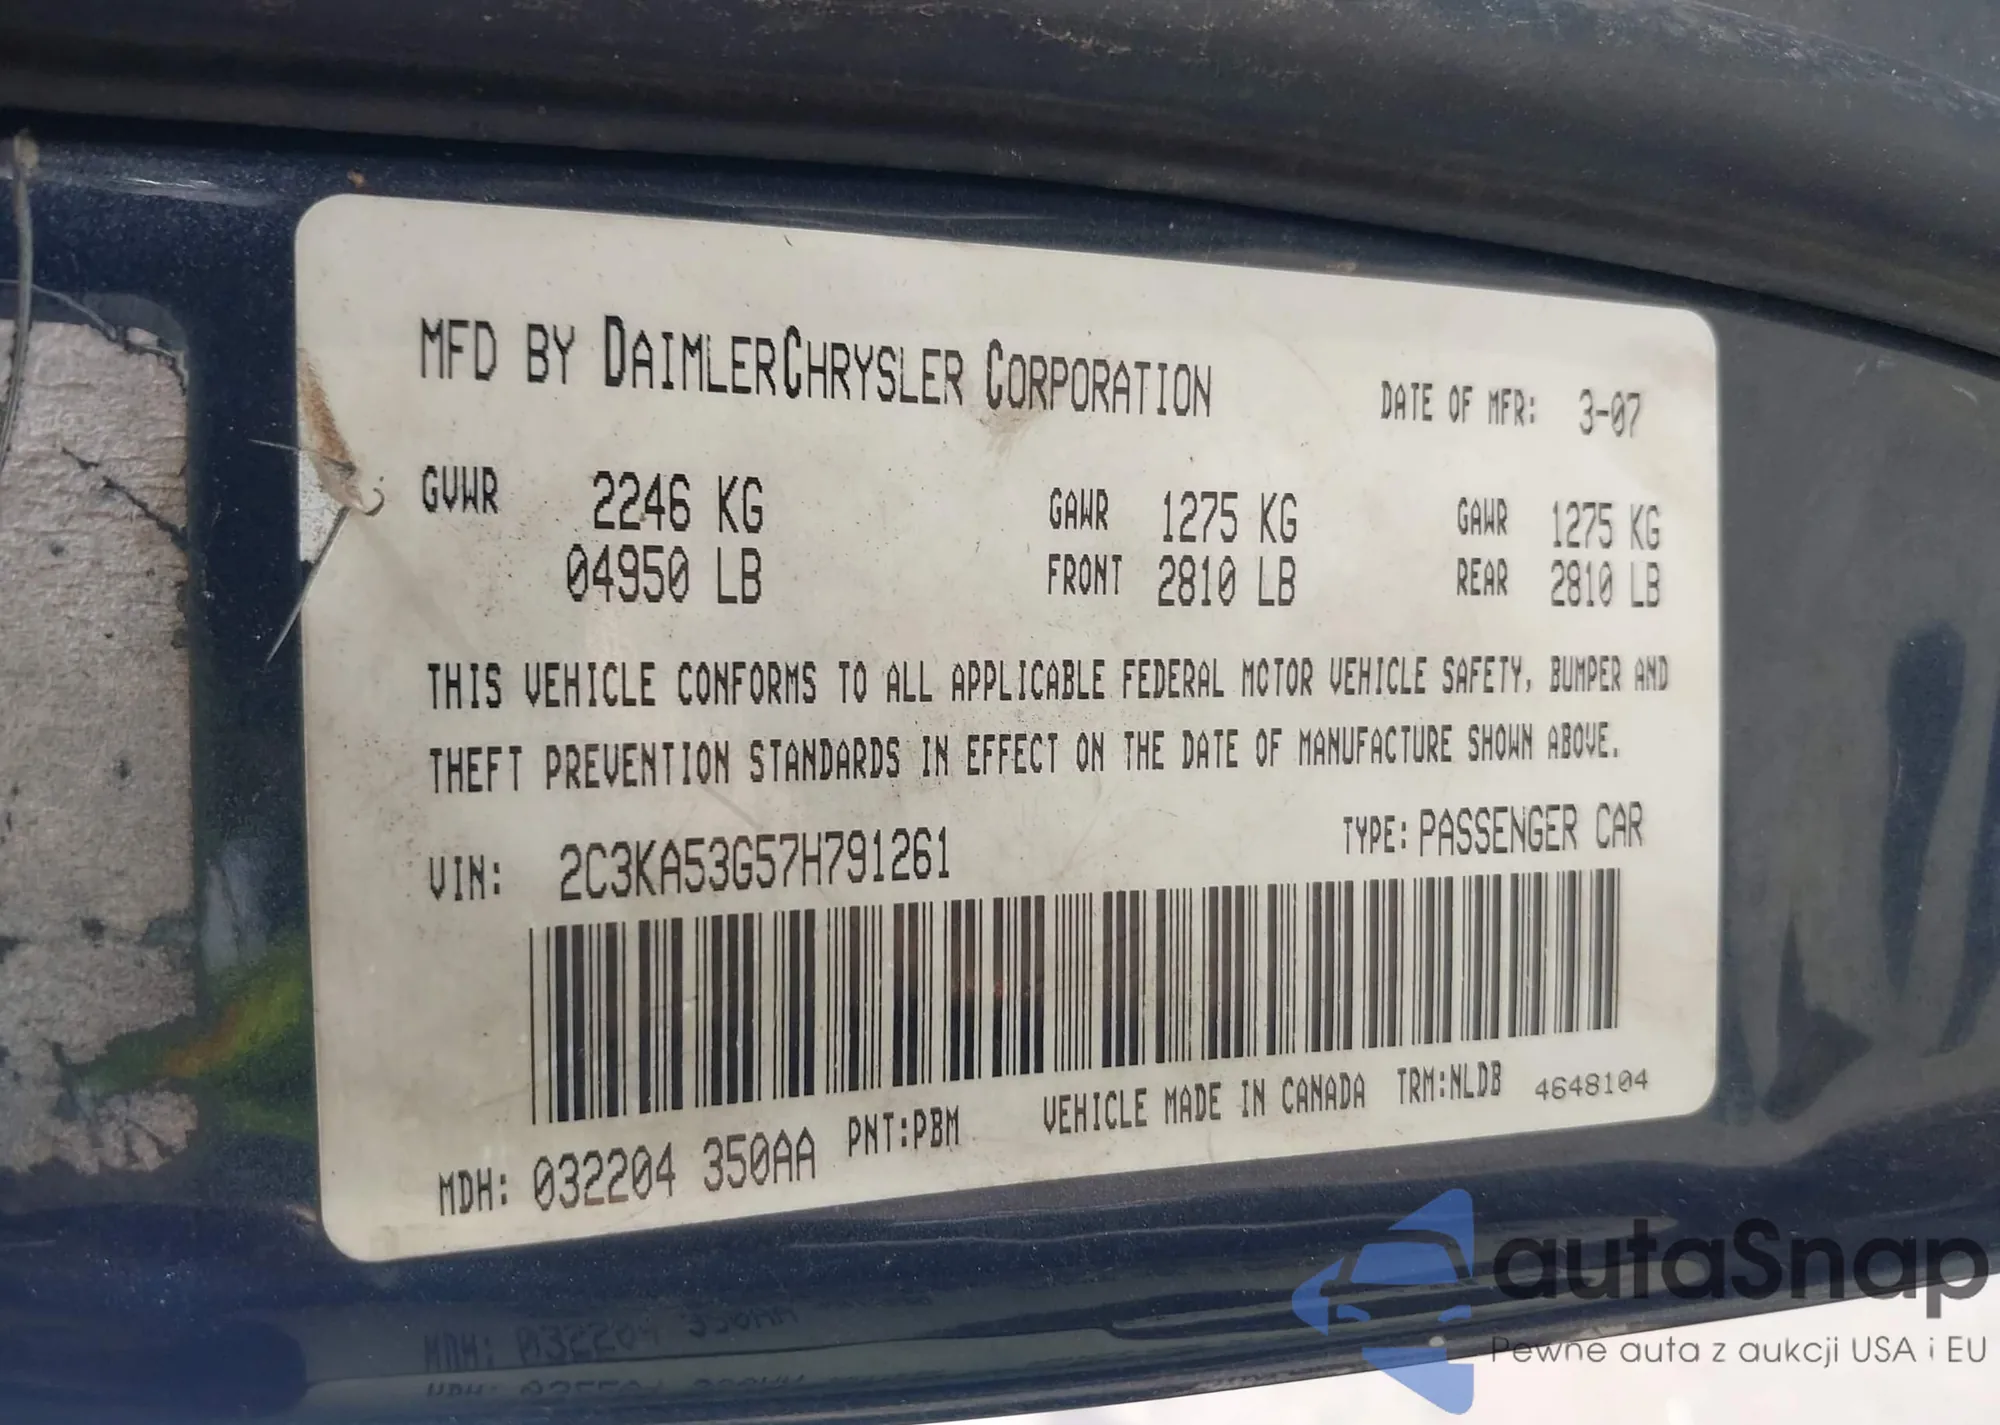 MFD BY DAIMLERCHRYSLER CORPORATION DATE OF MFR: 3-07
GVWR 2246 KG GAWR 1275 KG GAWR 1275 KG
04950 LB FRONT 2810 LB REAR 2810 LB
THIS VEHICLE CONFORMS TO ALL APPLICABLE FEDERAL MOTOR VEHICLE SAFETY, BUMPER AND
THEFT PREVENTION STANDARDS IN EFFECT ON THE DATE OF MANUFACTURE SHOWN ABOVE.
VIN: 2C3KA53G57H791261 TYPE: PASSENGER CAR
MDH: 032204 350AA PNT:PBM VEHICLE MADE IN CANADA TRM:NLDB 4648104
autaSnap
Pewne auta z aukcji USA i EU